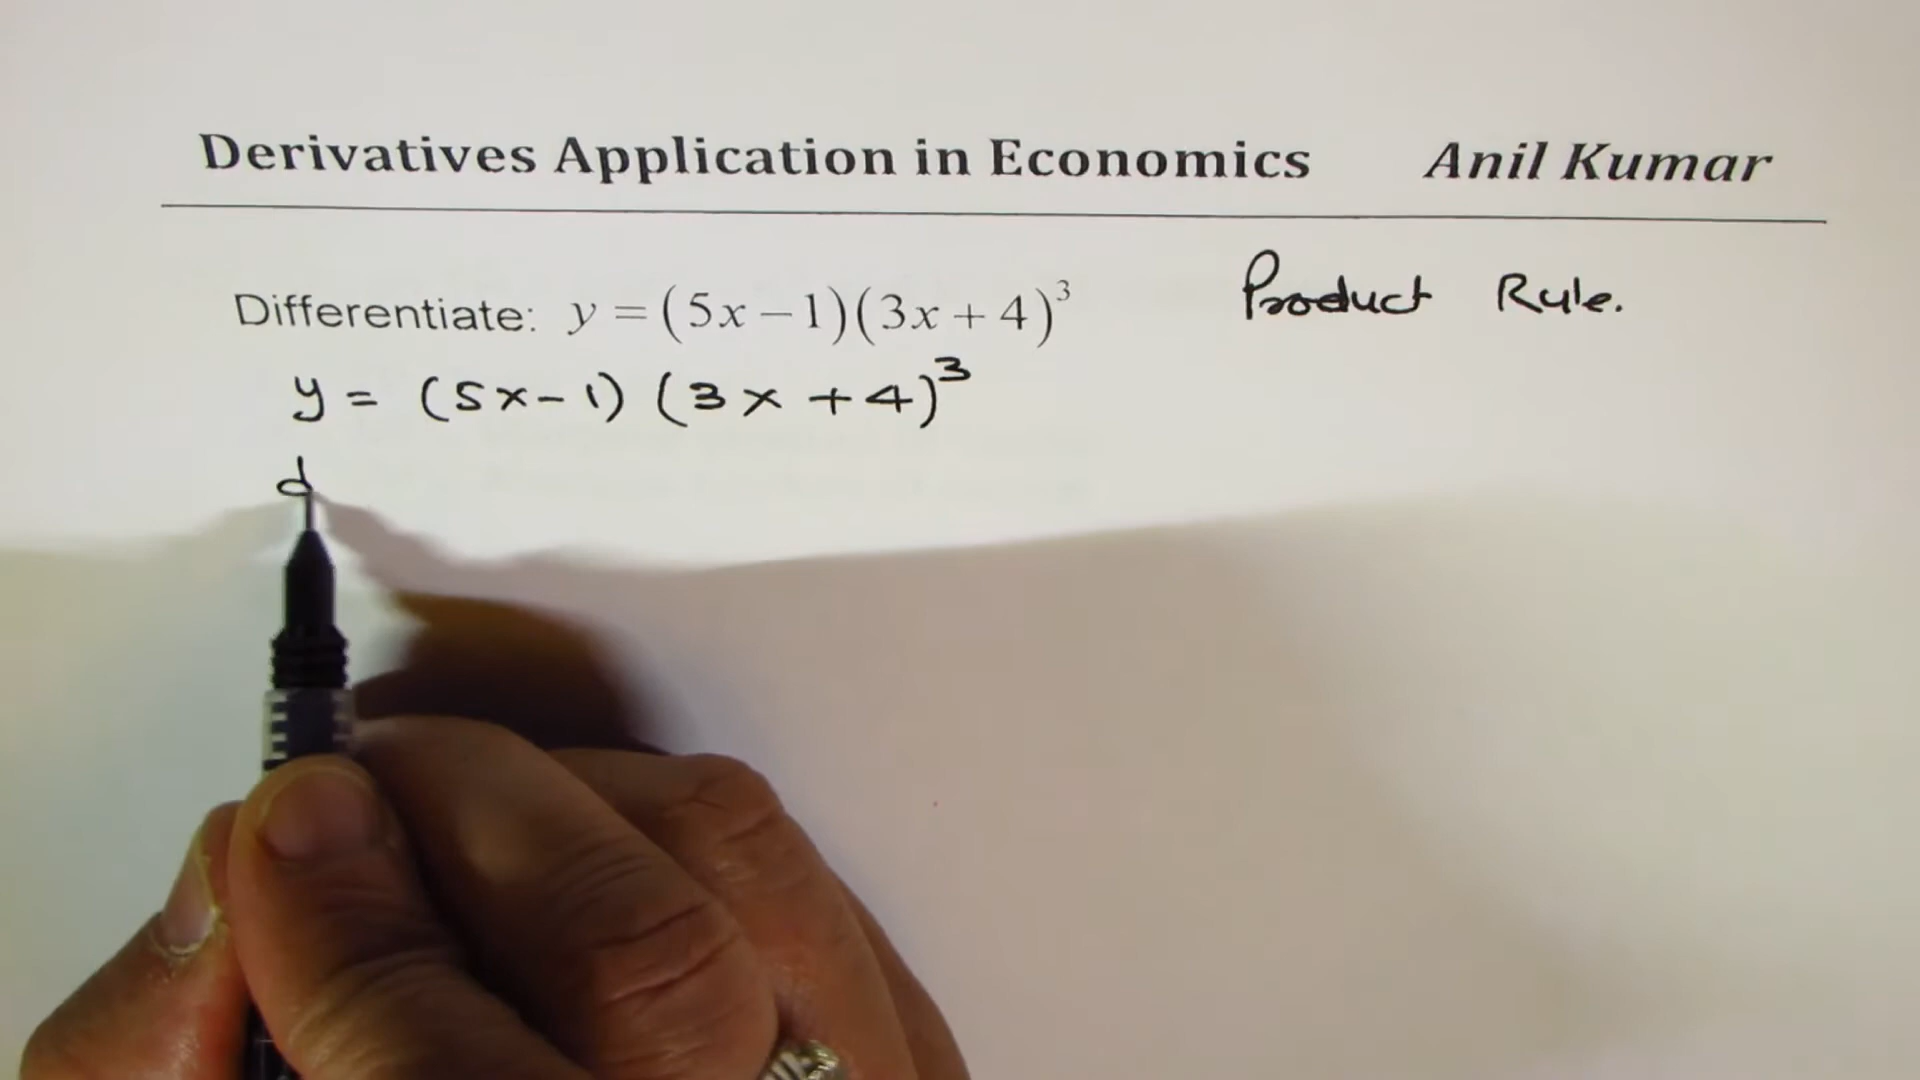 Derivatives Application in Economics Anil Kumar
Differentiate: y = (5x − 1)(3x + 4)³ Product Rule.
y = (5x − 1) (3x + 4)³
d